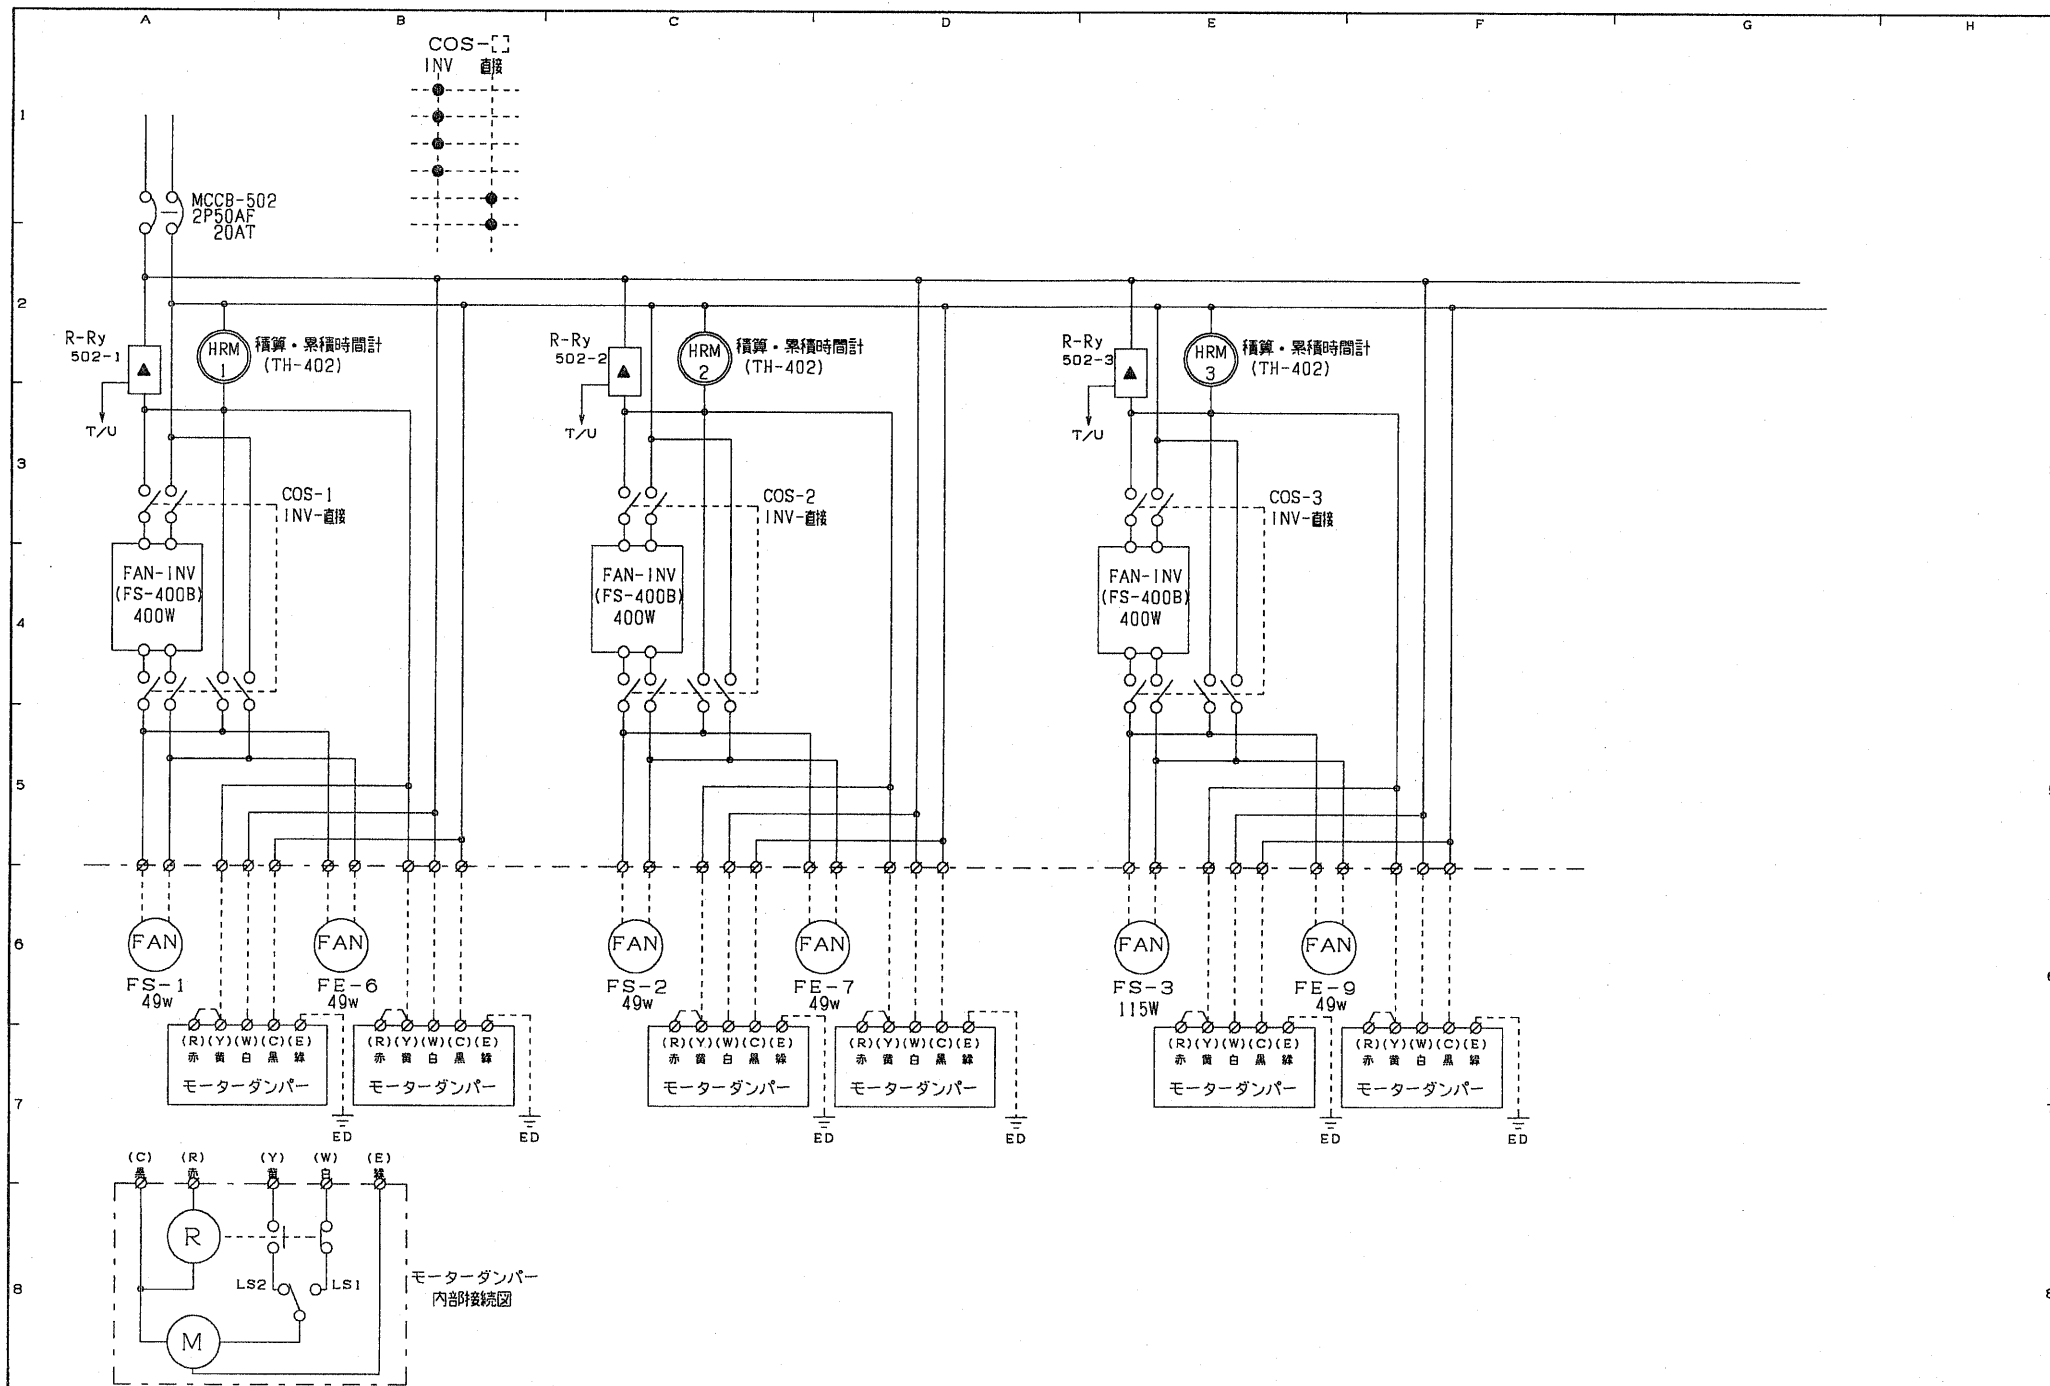 A B C D E F G H
COS-[ ]
INV 直接
1
MCCB-502
2P50AF
20AT
2
R-Ry
502-1
HRM
1
積算・累積時間計
(TH-402)
T/U
R-Ry
502-2
HRM
2
積算・累積時間計
(TH-402)
T/U
R-Ry
502-3
HRM
3
積算・累積時間計
(TH-402)
T/U
3
COS-1
INV-直接
COS-2
INV-直接
COS-3
INV-直接
FAN-INV
(FS-400B)
400W
FAN-INV
(FS-400B)
400W
FAN-INV
(FS-400B)
400W
4
5
6
FAN
FS-1
49w
FAN
FE-6
49w
FAN
FS-2
49w
FAN
FE-7
49w
FAN
FS-3
115W
FAN
FE-9
49w
(R)(Y)(W)(C)(E)
赤 黄 白 黒 緑
モーターダンパー
ED
(R)(Y)(W)(C)(E)
赤 黄 白 黒 緑
モーターダンパー
ED
(R)(Y)(W)(C)(E)
赤 黄 白 黒 緑
モーターダンパー
ED
(R)(Y)(W)(C)(E)
赤 黄 白 黒 緑
モーターダンパー
ED
(R)(Y)(W)(C)(E)
赤 黄 白 黒 緑
モーターダンパー
ED
(R)(Y)(W)(C)(E)
赤 黄 白 黒 緑
モーターダンパー
ED
7
(C) (R) (Y) (W) (E)
黒 赤 黄 白 緑
R
LS2 LS1
M
モーターダンパー
内部接続図
8